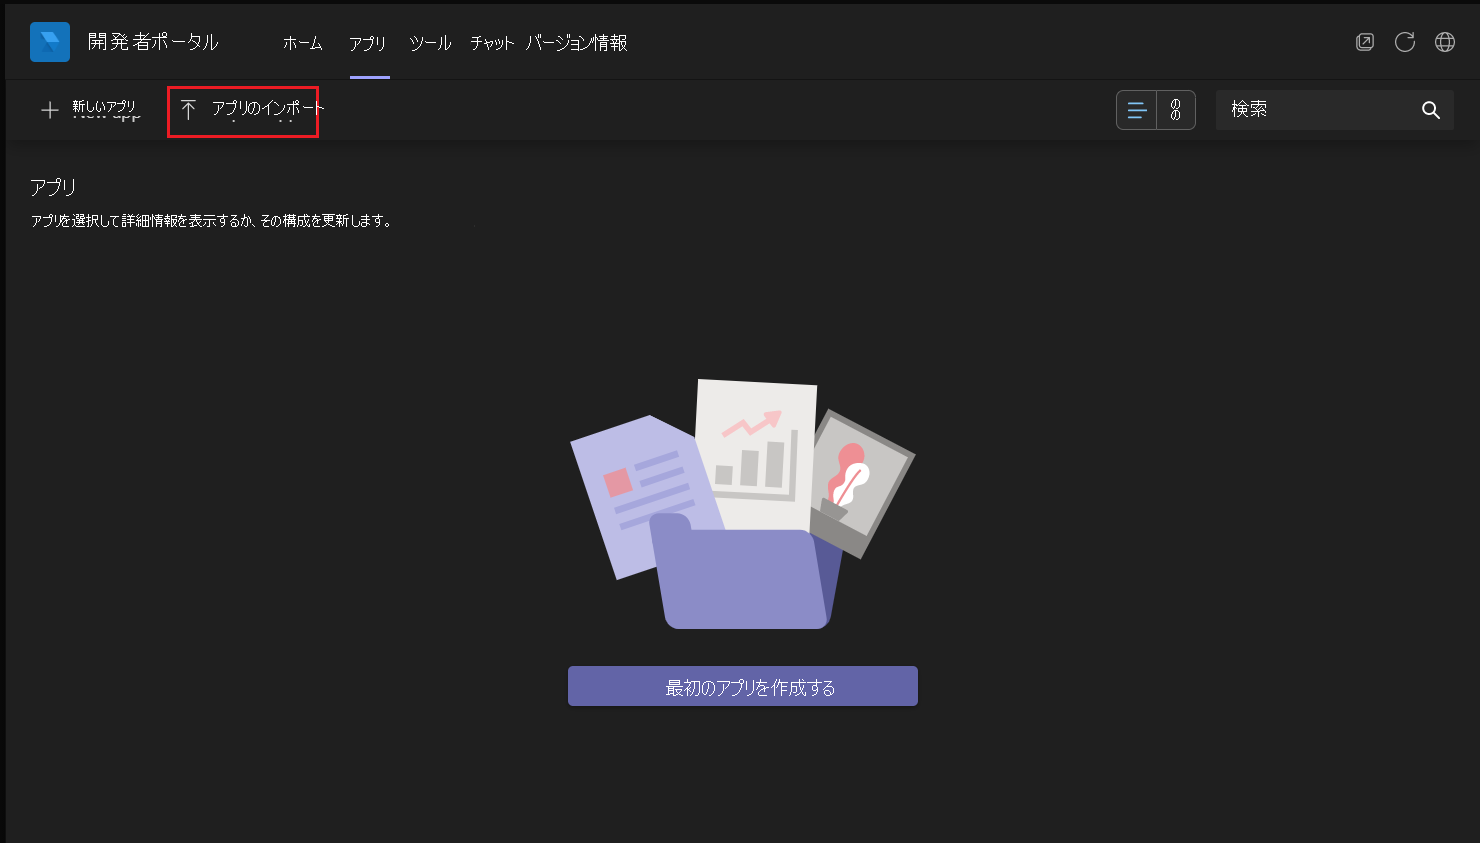 開発者ポータル ホーム アプリ ツール チャット バージョン情報
新しいアプリ アプリのインポート のの 検索
アプリ
アプリを選択して詳細情報を表示するか、その構成を更新します。
最初のアプリを作成する